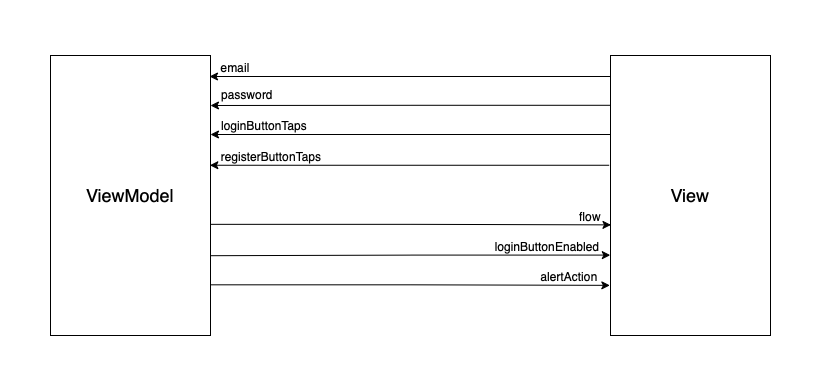 email
password
loginButtonTaps
registerButtonTaps
ViewModel
View
flow
loginButtonEnabled
alertAction